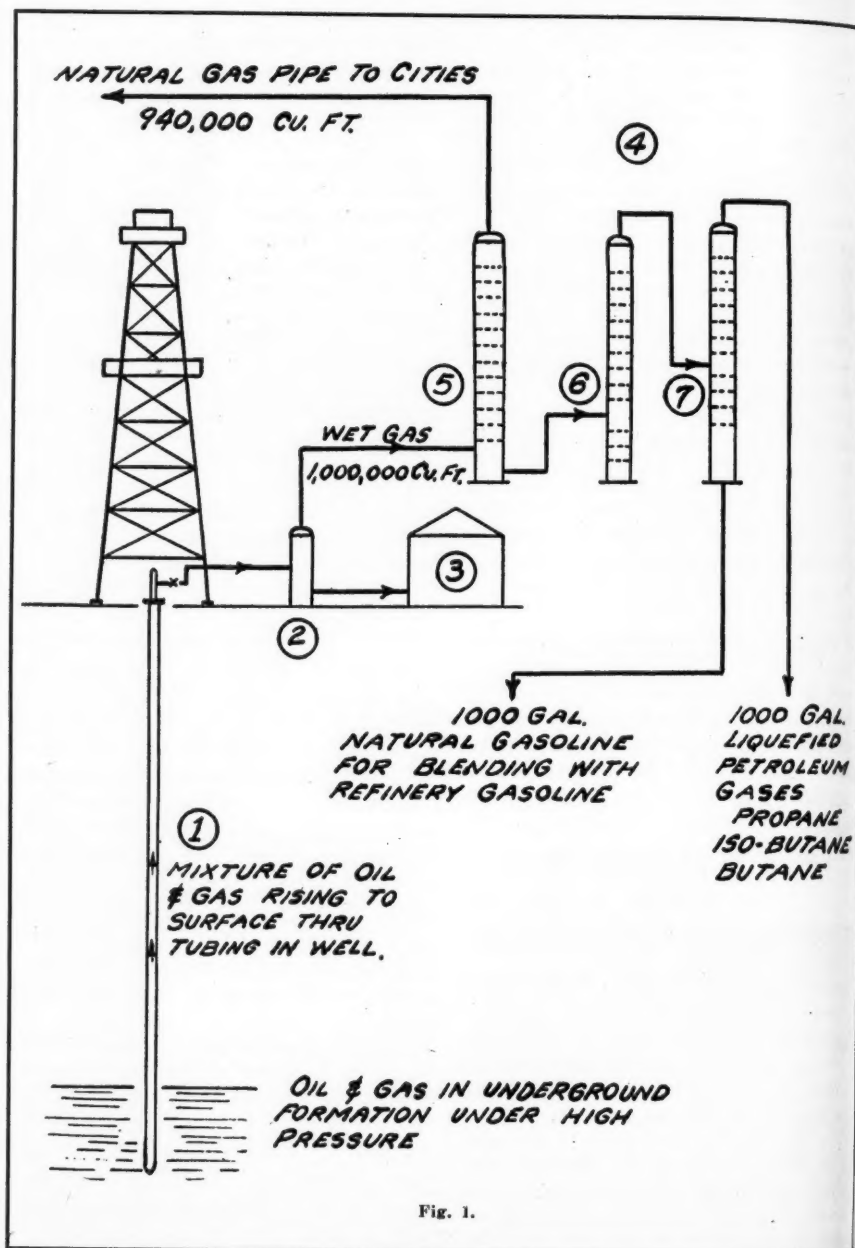 NATURAL GAS PIPE TO CITIES
940,000 CU. FT.
4
5
6
7
WET GAS
1,000,000 CU. FT.
3
2
1000 GAL.
NATURAL GASOLINE
FOR BLENDING WITH
REFINERY GASOLINE
1000 GAL.
LIQUEFIED
PETROLEUM
GASES
PROPANE
ISO-BUTANE
BUTANE
1
MIXTURE OF OIL
& GAS RISING TO
SURFACE THRU
TUBING IN WELL.
OIL & GAS IN UNDERGROUND
FORMATION UNDER HIGH
PRESSURE
Fig. 1.